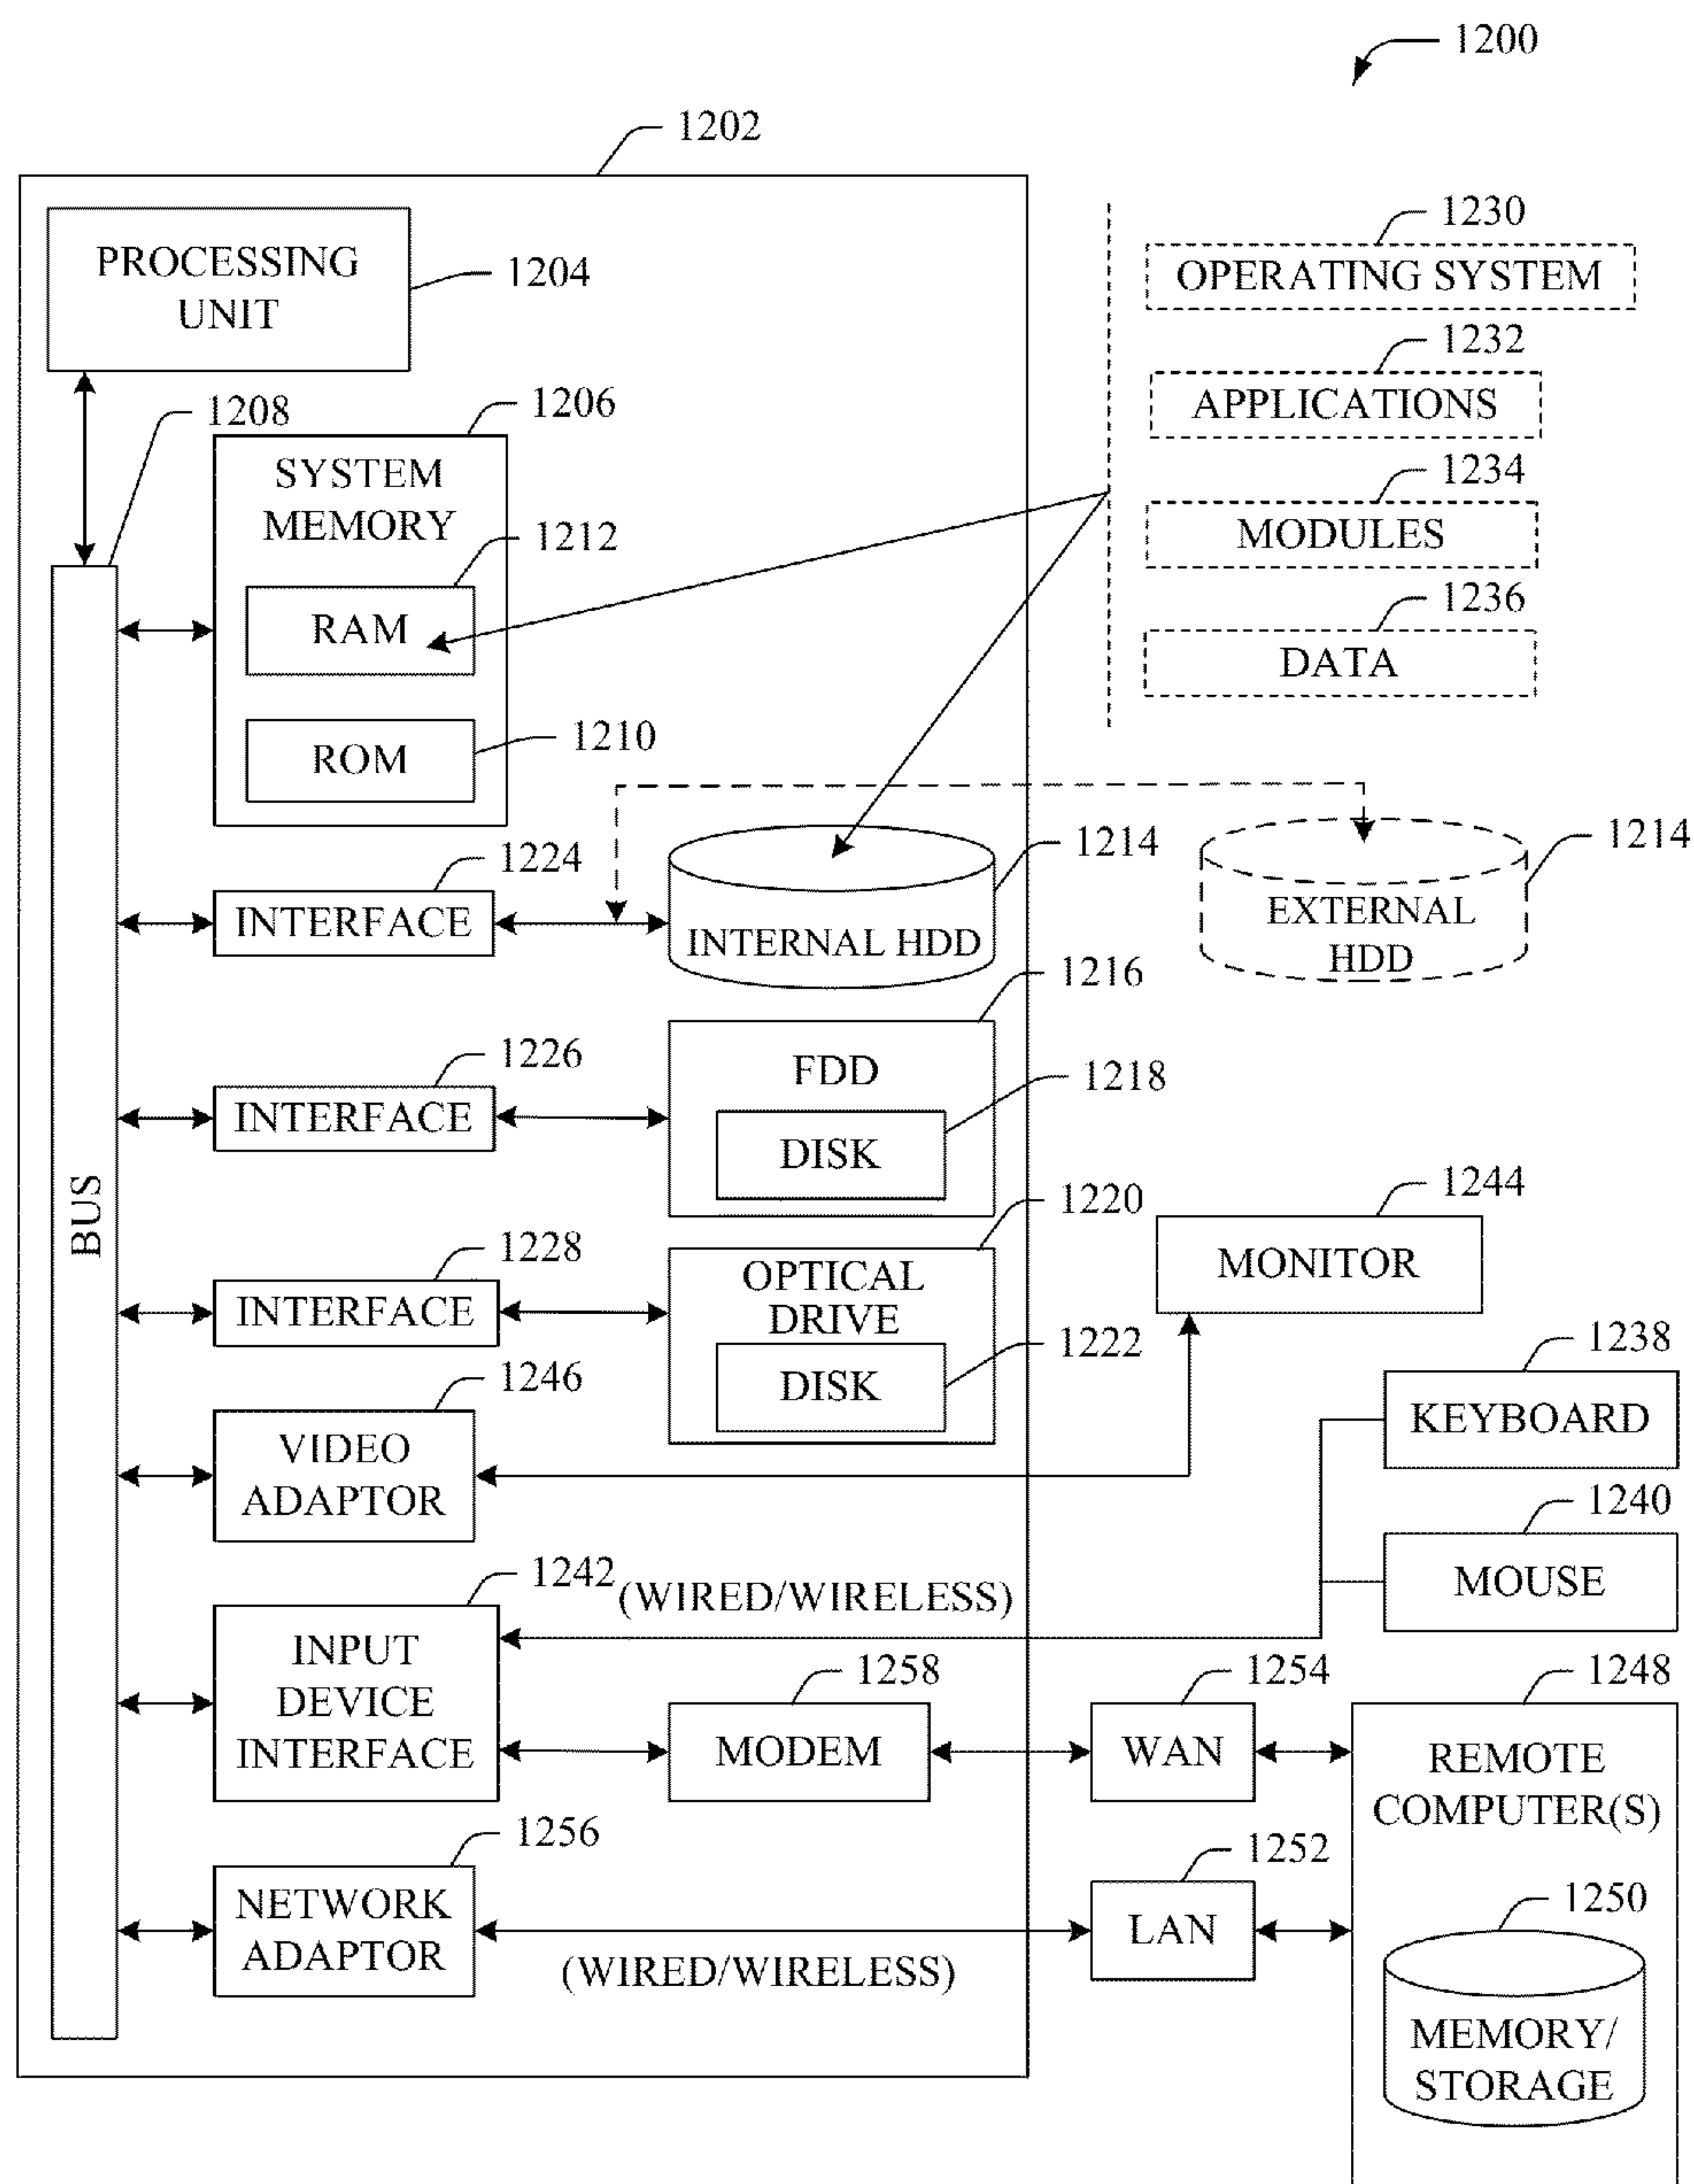 1200
1202
PROCESSING
UNIT
1204
1230
OPERATING SYSTEM
1232
APPLICATIONS
1234
MODULES
1236
DATA
1208
1206
SYSTEM
MEMORY
1212
RAM
1210
ROM
1224
INTERFACE
1214
INTERNAL HDD
1214
EXTERNAL
HDD
1216
FDD
1226
INTERFACE
1218
DISK
BUS
1228
INTERFACE
1220
OPTICAL
DRIVE
1222
DISK
1244
MONITOR
1246
VIDEO
ADAPTOR
1238
KEYBOARD
1240
MOUSE
1242
(WIRED/WIRELESS)
INPUT
DEVICE
INTERFACE
1258
MODEM
1254
WAN
1248
REMOTE
COMPUTER(S)
1256
NETWORK
ADAPTOR
(WIRED/WIRELESS)
1252
LAN
1250
MEMORY/
STORAGE